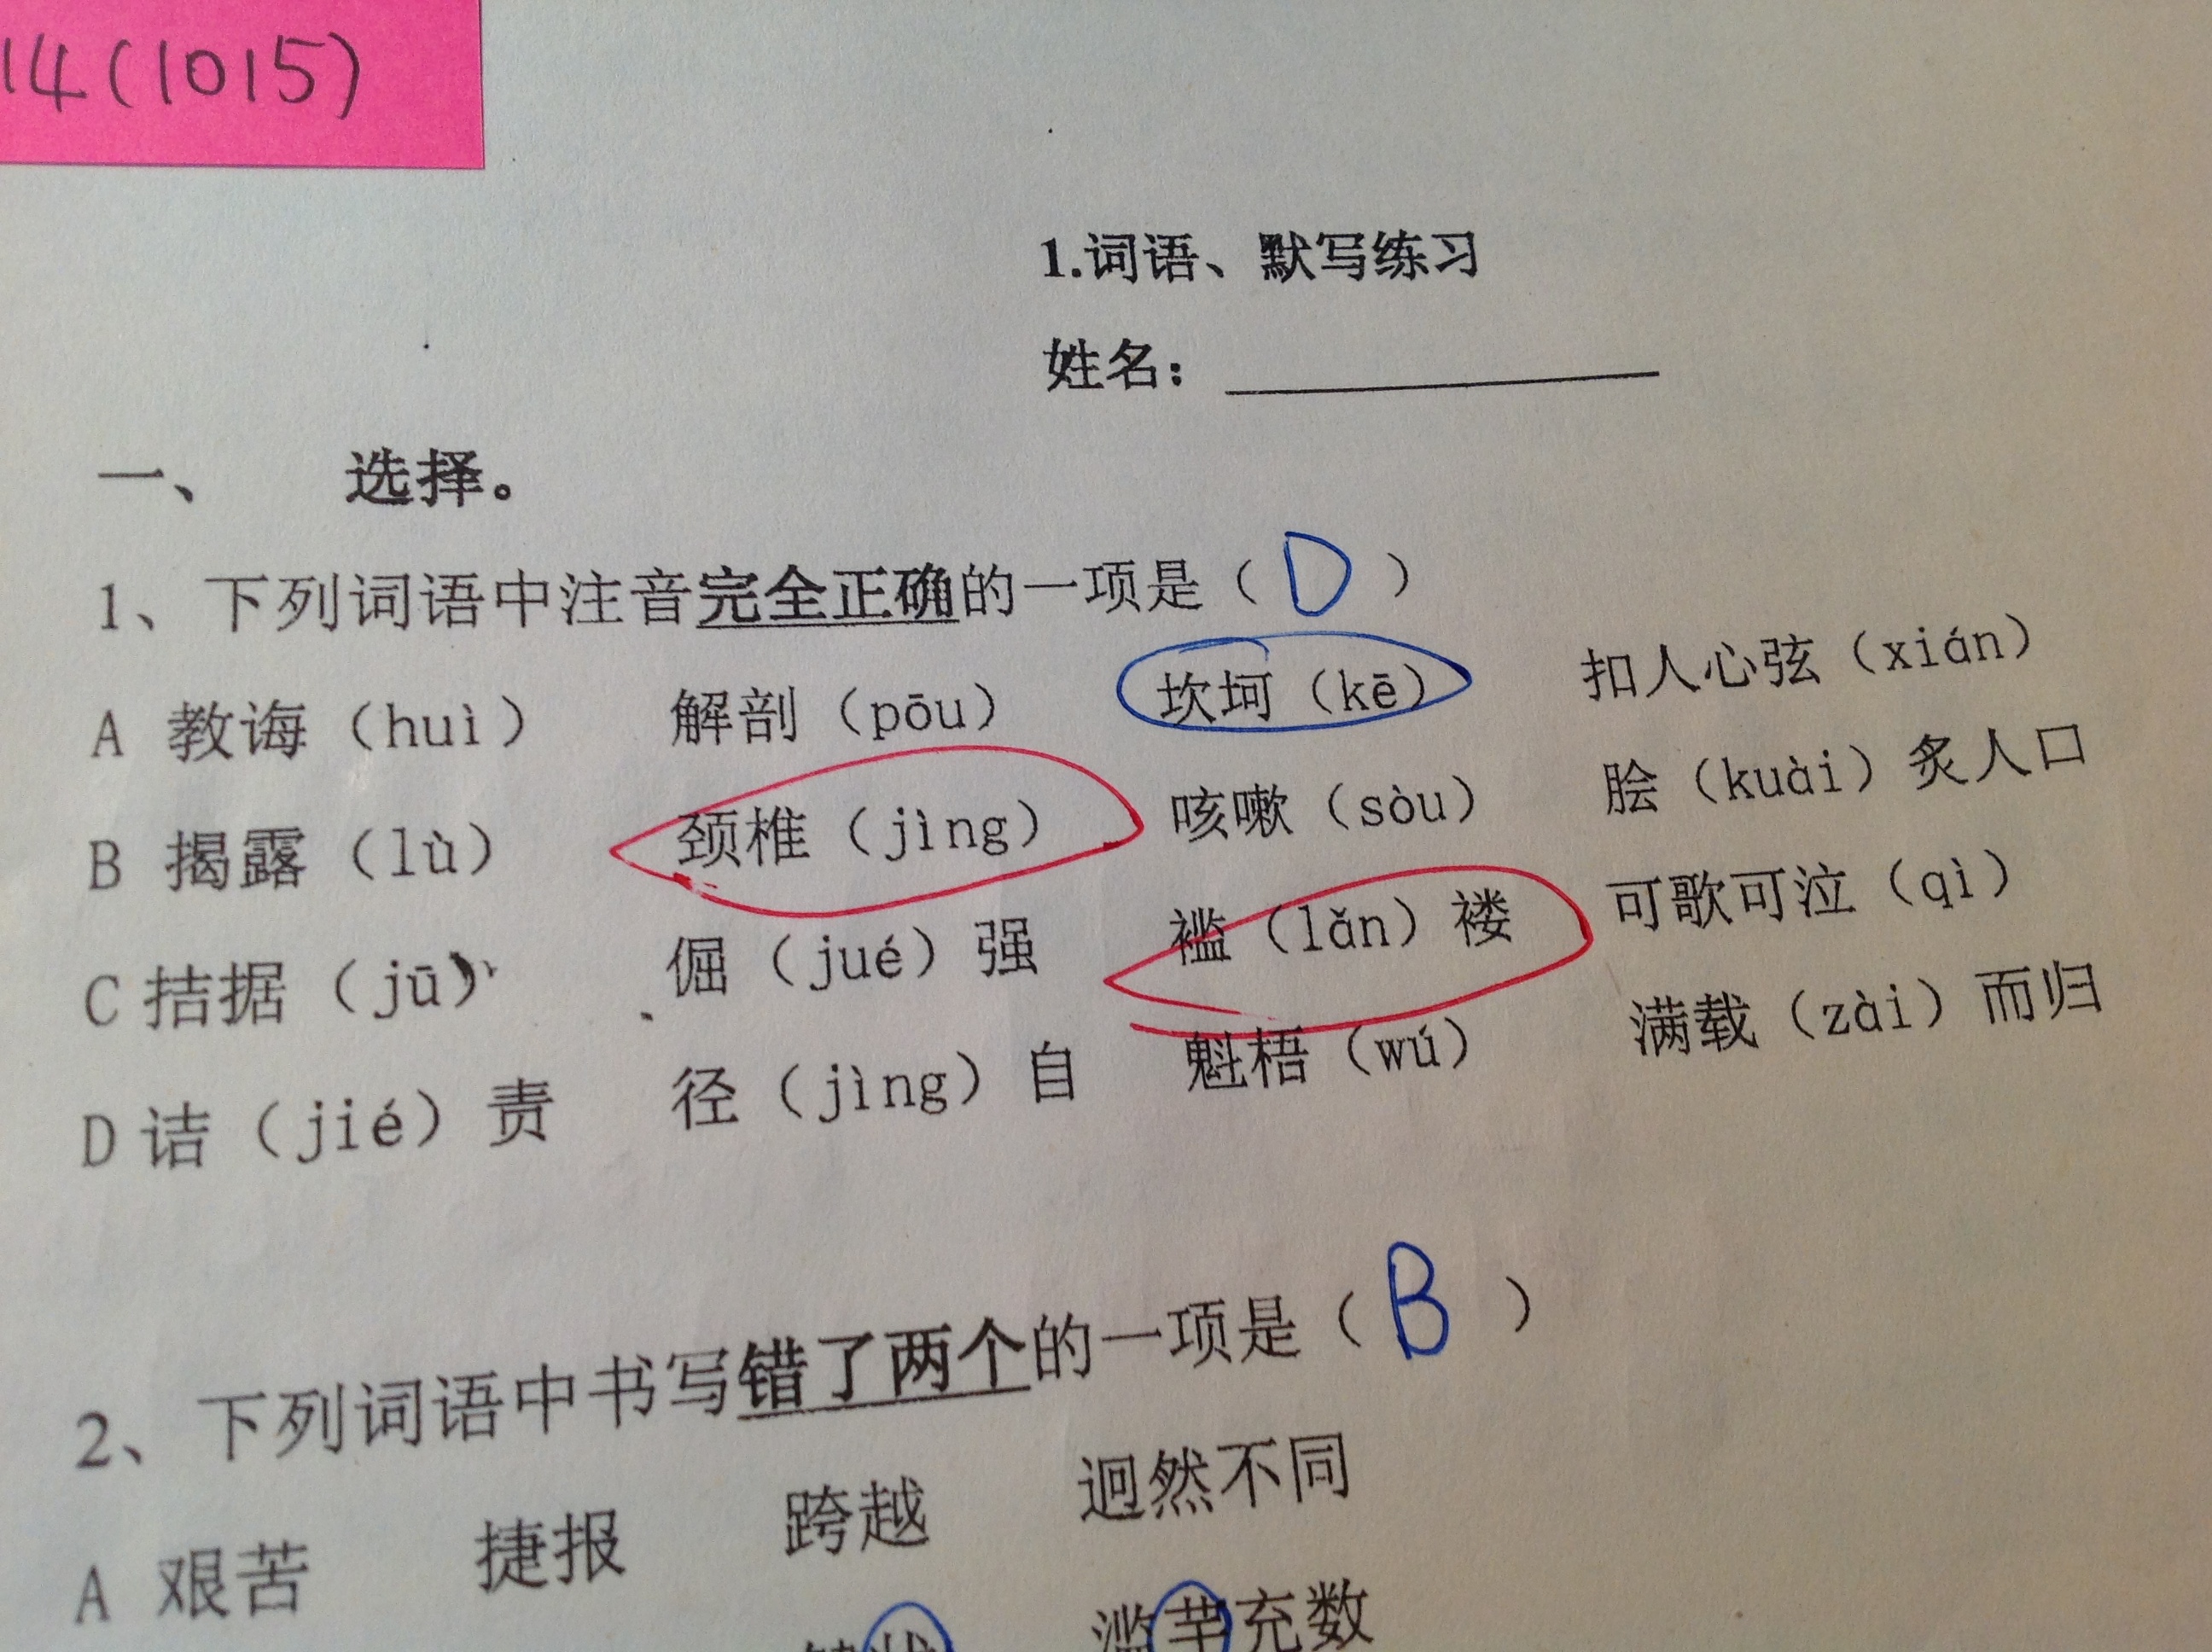 14(1015)
1.词语、默写练习
姓名：
一、 选择。
1、下列词语中注音完全正确的一项是（ D ）
A 教诲（huì） 解剖（pōu） 坎坷（kē） 扣人心弦（xián）
B 揭露（lù） 颈椎（jìng） 咳嗽（sòu） 脍（kuài）炙人口
C 拮据（jū） 倔（jué）强 褴（lǎn）褛 可歌可泣（qì）
D 诘（jié）责 径（jìng）自 魁梧（wú） 满载（zài）而归
2、下列词语中书写错了两个的一项是（ B ）
A 艰苦 捷报 跨越 迥然不同
滥芋充数